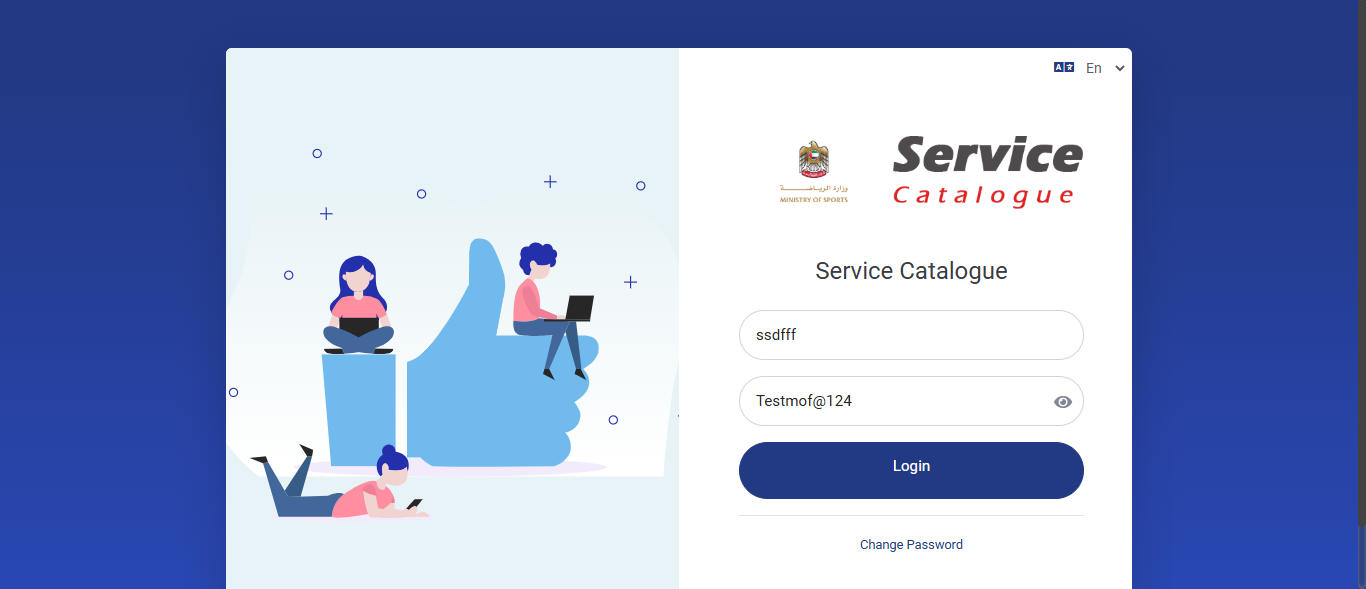 En
Service
Catalogue
وزارة الرياضة
MINISTRY OF SPORTS
Service Catalogue
ssdfff
Testmof@124
Login
Change Password